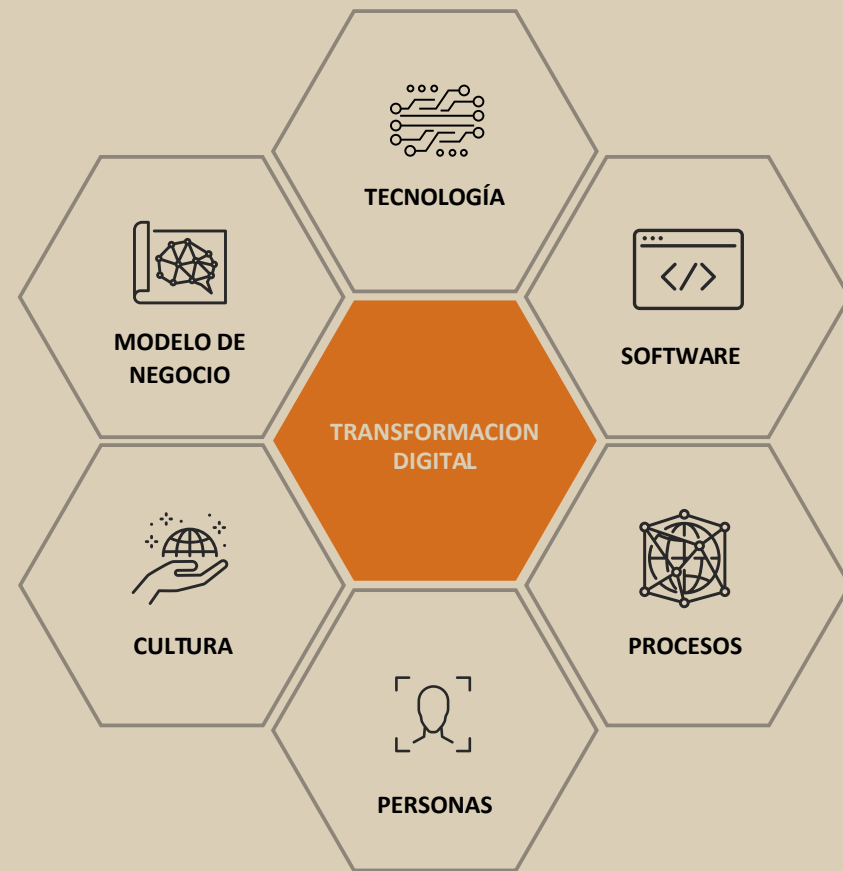 TECNOLOGÍA
MODELO DE
NEGOCIO
</>
SOFTWARE
TRANSFORMACION
DIGITAL
CULTURA
PROCESOS
PERSONAS